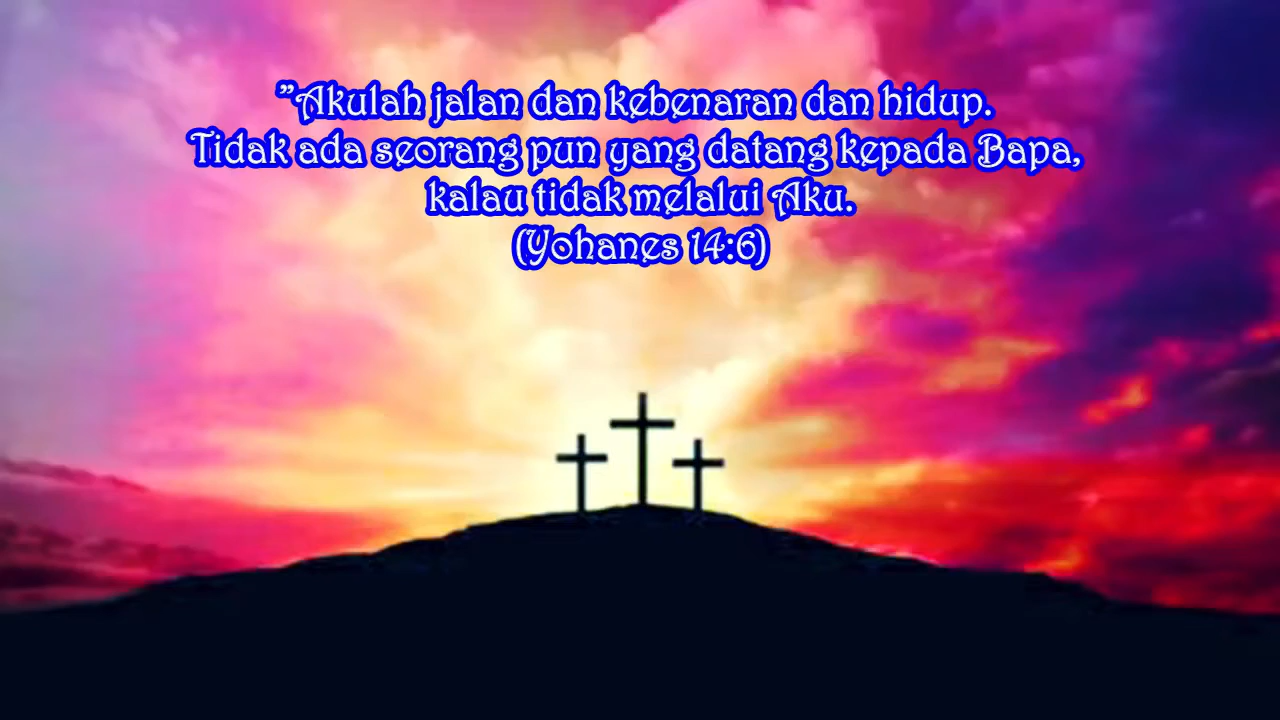 "Akulah jalan dan kebenaran dan hidup.
Tidak ada seorang pun yang datang kepada Bapa,
kalau tidak melalui Aku.
(Yohanes 14:6)